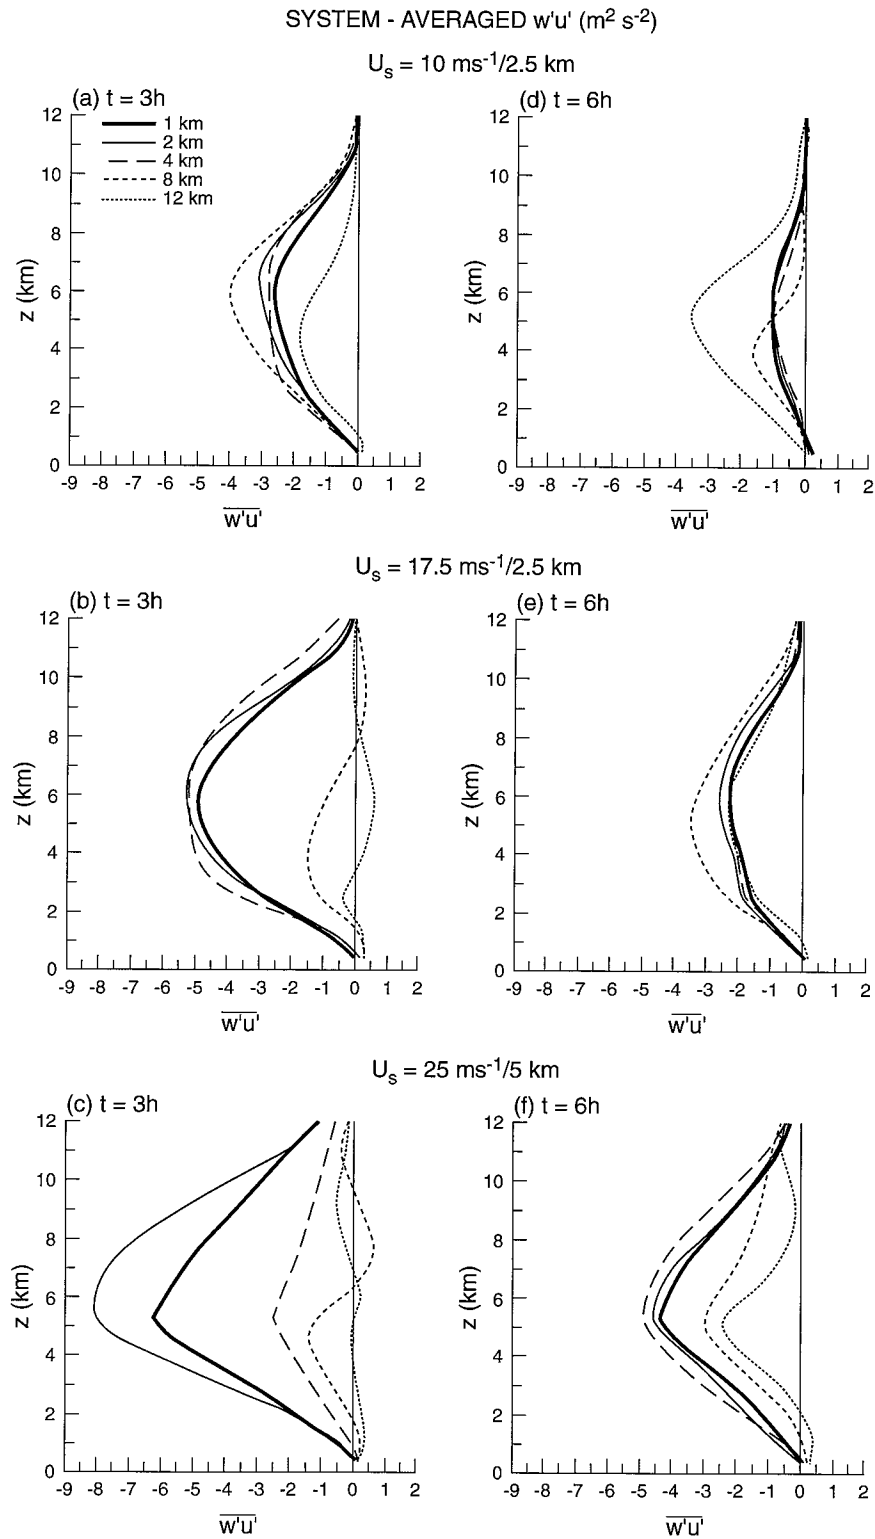 SYSTEM - AVERAGED w'u' (m² s⁻²)
Uₛ = 10 ms⁻¹/2.5 km
(a) t = 3h
(d) t = 6h
1 km
2 km
4 km
8 km
12 km
12
10
8
6
4
2
0
z (km)
-9 -8 -7 -6 -5 -4 -3 -2 -1 0 1 2
w'u'
12
10
8
6
4
2
0
z (km)
-9 -8 -7 -6 -5 -4 -3 -2 -1 0 1 2
w'u'
Uₛ = 17.5 ms⁻¹/2.5 km
(b) t = 3h
(e) t = 6h
12
10
8
6
4
2
0
z (km)
-9 -8 -7 -6 -5 -4 -3 -2 -1 0 1 2
w'u'
12
10
8
6
4
2
0
z (km)
-9 -8 -7 -6 -5 -4 -3 -2 -1 0 1 2
w'u'
Uₛ = 25 ms⁻¹/5 km
(c) t = 3h
(f) t = 6h
12
10
8
6
4
2
0
z (km)
-9 -8 -7 -6 -5 -4 -3 -2 -1 0 1 2
w'u'
12
10
8
6
4
2
0
z (km)
-9 -8 -7 -6 -5 -4 -3 -2 -1 0 1 2
w'u'